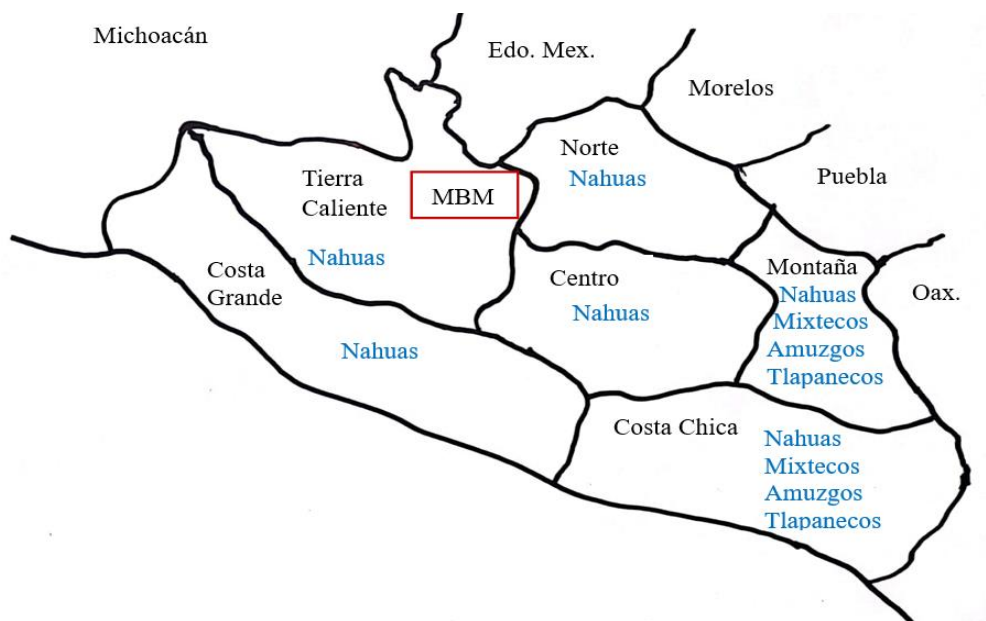 Michoacán
Edo. Mex.
Morelos
Puebla
Oax.
Norte
Nahuas
Tierra
Caliente
MBM
Nahuas
Costa
Grande
Nahuas
Centro
Nahuas
Montaña
Nahuas
Mixtecos
Amuzgos
Tlapanecos
Costa Chica
Nahuas
Mixtecos
Amuzgos
Tlapanecos